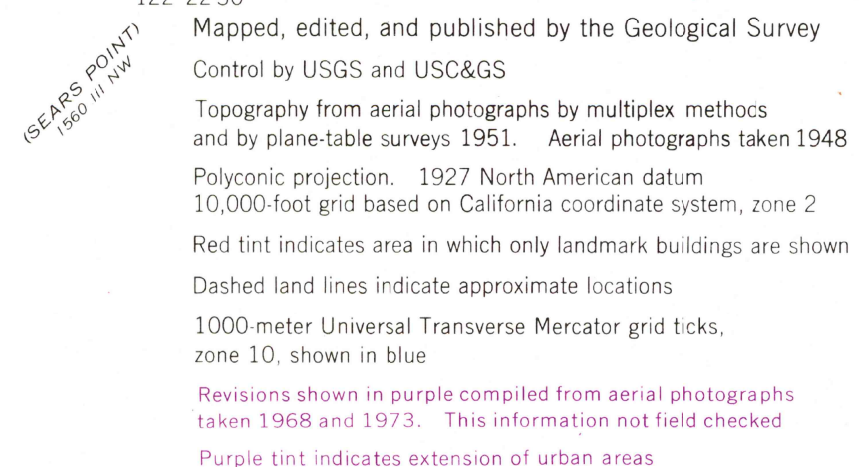 (SEARS POINT)
1560 III NW
Mapped, edited, and published by the Geological Survey
Control by USGS and USC&GS
Topography from aerial photographs by multiplex methods
and by plane-table surveys 1951. Aerial photographs taken 1948
Polyconic projection. 1927 North American datum
10,000-foot grid based on California coordinate system, zone 2
Red tint indicates area in which only landmark buildings are shown
Dashed land lines indicate approximate locations
1000-meter Universal Transverse Mercator grid ticks,
zone 10, shown in blue
Revisions shown in purple compiled from aerial photographs
taken 1968 and 1973. This information not field checked
Purple tint indicates extension of urban areas